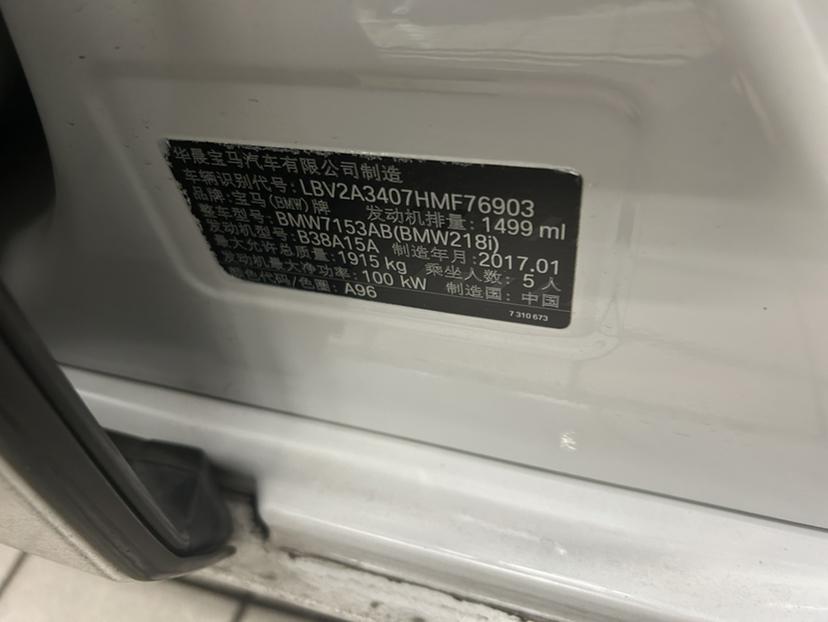 华晨宝马汽车有限公司制造
车辆识别代号: LBV2A3407HMF76903
品牌: 宝马(BMW)牌 发动机排量: 1499 ml
整车型号: BMW7153AB(BMW218i)
发动机型号: B38A15A 制造年月: 2017.01
最大允许总质量: 1915 kg 乘坐人数: 5 人
发动机最大净功率: 100 kW 制造国: 中国
颜色代码/色圈: A96
7 310 673